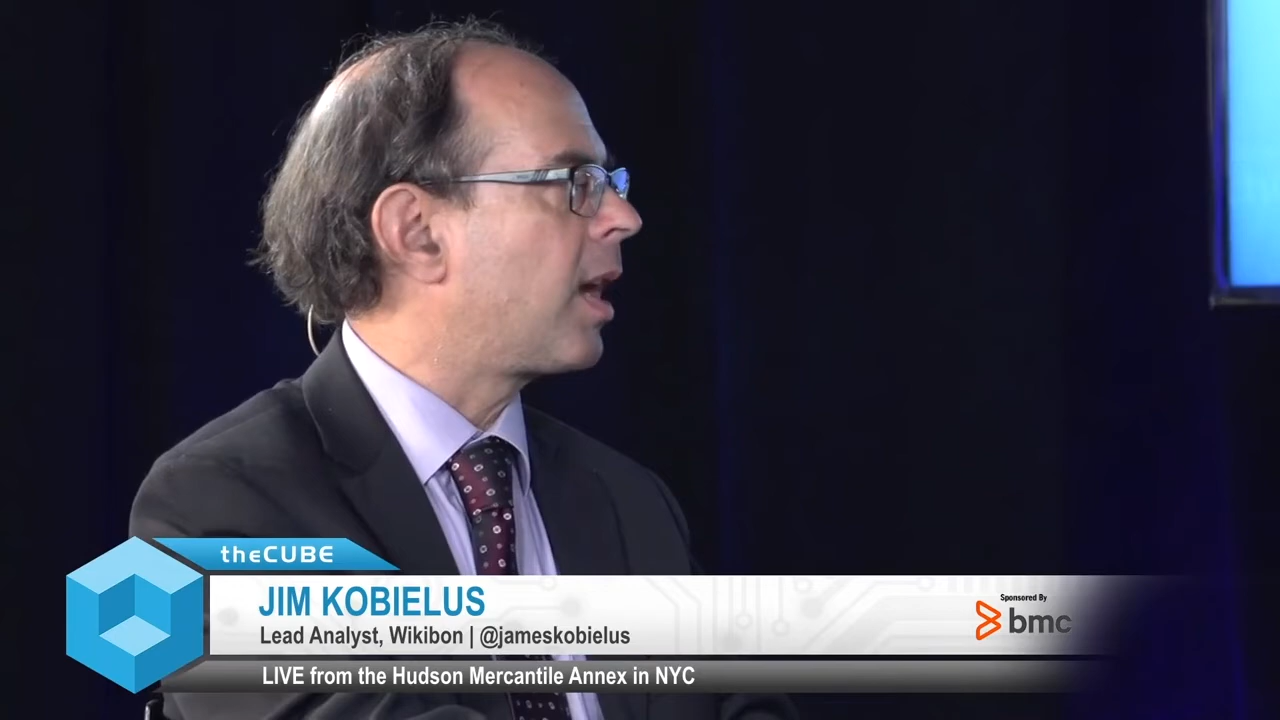 theCUBE
JIM KOBIELUS
Lead Analyst, Wikibon | @jameskobielus
Sponsored By
bmc
LIVE from the Hudson Mercantile Annex in NYC